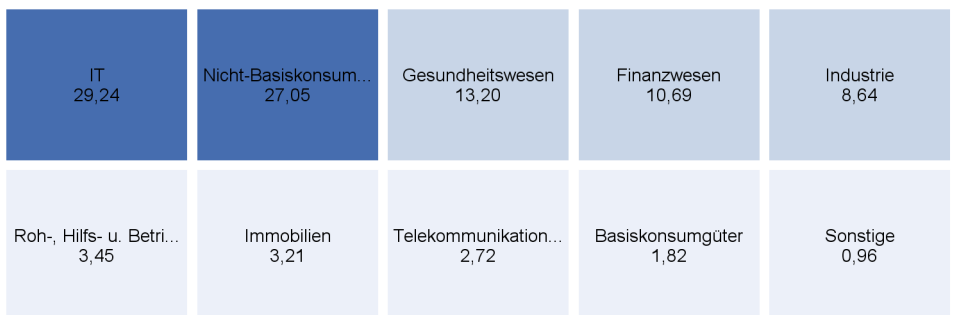 IT
29,24
Nicht-Basiskonsum...
27,05
Gesundheitswesen
13,20
Finanzwesen
10,69
Industrie
8,64
Roh-, Hilfs- u. Betri...
3,45
Immobilien
3,21
Telekommunikation...
2,72
Basiskonsumgüter
1,82
Sonstige
0,96